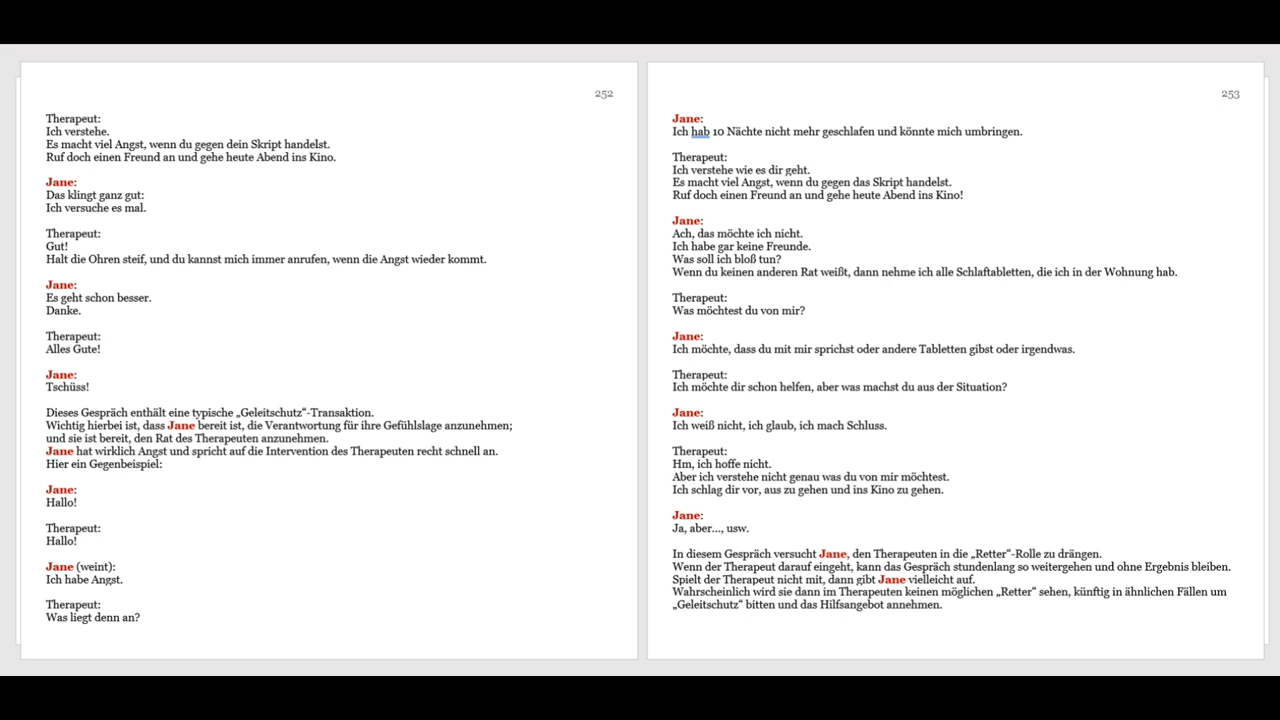 252
Therapeut:
Ich verstehe.
Es macht viel Angst, wenn du gegen dein Skript handelst.
Ruf doch einen Freund an und gehe heute Abend ins Kino.
Jane:
Das klingt ganz gut:
Ich versuche es mal.
Therapeut:
Gut!
Halt die Ohren steif, und du kannst mich immer anrufen, wenn die Angst wieder kommt.
Jane:
Es geht schon besser.
Danke.
Therapeut:
Alles Gute!
Jane:
Tschüss!
Dieses Gespräch enthält eine typische „Geleitschutz“-Transaktion.
Wichtig hierbei ist, dass Jane bereit ist, die Verantwortung für ihre Gefühlslage anzunehmen;
und sie ist bereit, den Rat des Therapeuten anzunehmen.
Jane hat wirklich Angst und spricht auf die Intervention des Therapeuten recht schnell an.
Hier ein Gegenbeispiel:
Jane:
Hallo!
Therapeut:
Hallo!
Jane (weint):
Ich habe Angst.
Therapeut:
Was liegt denn an?
253
Jane:
Ich hab 10 Nächte nicht mehr geschlafen und könnte mich umbringen.
Therapeut:
Ich verstehe wie es dir geht.
Es macht viel Angst, wenn du gegen das Skript handelst.
Ruf doch einen Freund an und gehe heute Abend ins Kino!
Jane:
Ach, das möchte ich nicht.
Ich habe gar keine Freunde.
Was soll ich bloß tun?
Wenn du keinen anderen Rat weißt, dann nehme ich alle Schlaftabletten, die ich in der Wohnung hab.
Therapeut:
Was möchtest du von mir?
Jane:
Ich möchte, dass du mit mir sprichst oder andere Tabletten gibst oder irgendwas.
Therapeut:
Ich möchte dir schon helfen, aber was machst du aus der Situation?
Jane:
Ich weiß nicht, ich glaub, ich mach Schluss.
Therapeut:
Hm, ich hoffe nicht.
Aber ich verstehe nicht genau was du von mir möchtest.
Ich schlag dir vor, aus zu gehen und ins Kino zu gehen.
Jane:
Ja, aber..., usw.
In diesem Gespräch versucht Jane, den Therapeuten in die „Retter“-Rolle zu drängen.
Wenn der Therapeut darauf eingeht, kann das Gespräch stundenlang so weitergehen und ohne Ergebnis bleiben.
Spielt der Therapeut nicht mit, dann gibt Jane vielleicht auf.
Wahrscheinlich wird sie dann im Therapeuten keinen möglichen „Retter“ sehen, künftig in ähnlichen Fällen um
„Geleitschutz“ bitten und das Hilfsangebot annehmen.